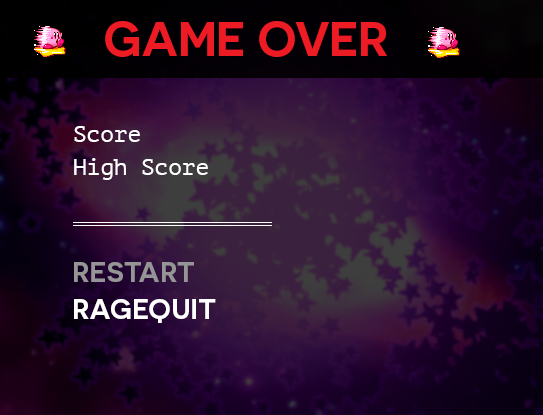 GAME OVER
Score
High Score
RESTART
RAGEQUIT